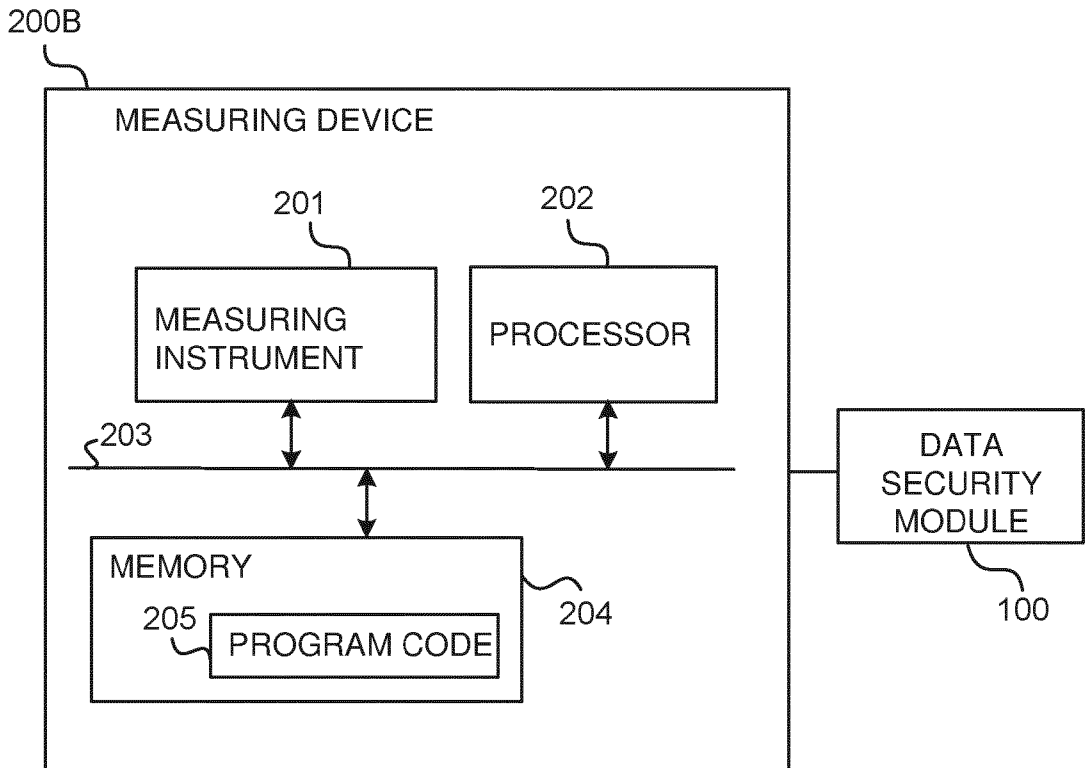 200B
MEASURING DEVICE
201
202
MEASURING
INSTRUMENT
PROCESSOR
203
DATA
SECURITY
MODULE
100
MEMORY
204
205
PROGRAM CODE